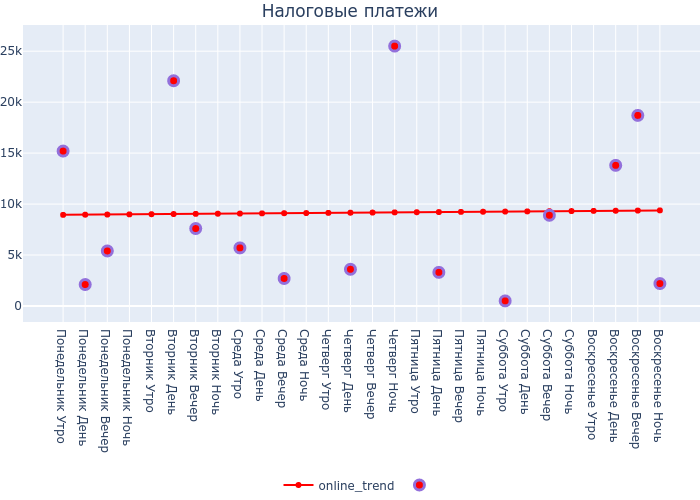 Налоговые платежи
25k
20k
15k
10k
5k
0
Понедельник Утро
Понедельник День
Понедельник Вечер
Понедельник Ночь
Вторник Утро
Вторник День
Вторник Вечер
Вторник Ночь
Среда Утро
Среда День
Среда Вечер
Среда Ночь
Четверг Утро
Четверг День
Четверг Вечер
Четверг Ночь
Пятница Утро
Пятница День
Пятница Вечер
Пятница Ночь
Суббота Утро
Суббота День
Суббота Вечер
Суббота Ночь
Воскресенье Утро
Воскресенье День
Воскресенье Вечер
Воскресенье Ночь
online_trend